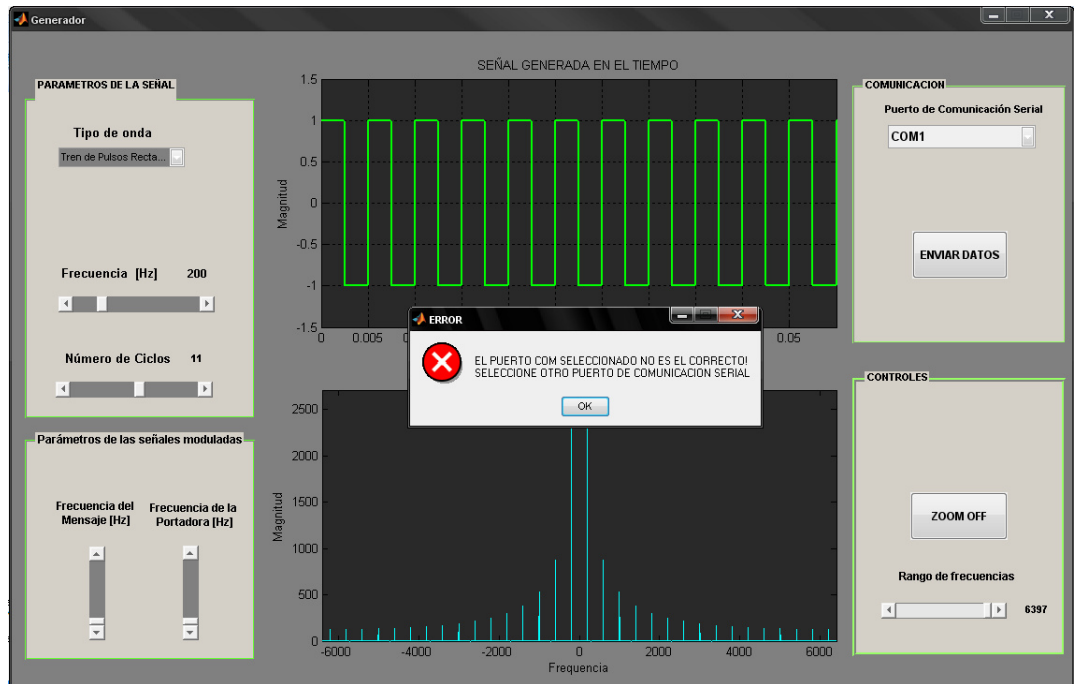 Generador
PARAMETROS DE LA SEÑAL
Tipo de onda
Tren de Pulsos Recta...
Frecuencia [Hz] 200
Número de Ciclos 11
Parámetros de las señales moduladas
Frecuencia del
Mensaje [Hz]
Frecuencia de la
Portadora [Hz]
SEÑAL GENERADA EN EL TIEMPO
Magnitud
1.5
1
0.5
0
-0.5
-1
-1.5
0 0.005 0.05
ERROR
EL PUERTO COM SELECCIONADO NO ES EL CORRECTO!
SELECCIONE OTRO PUERTO DE COMUNICACION SERIAL
OK
Magnitud
2500
2000
1500
1000
500
0
-6000 -4000 -2000 0 2000 4000 6000
Frequencia
COMUNICACION
Puerto de Comunicación Serial
COM1
ENVIAR DATOS
CONTROLES
ZOOM OFF
Rango de frecuencias
6397